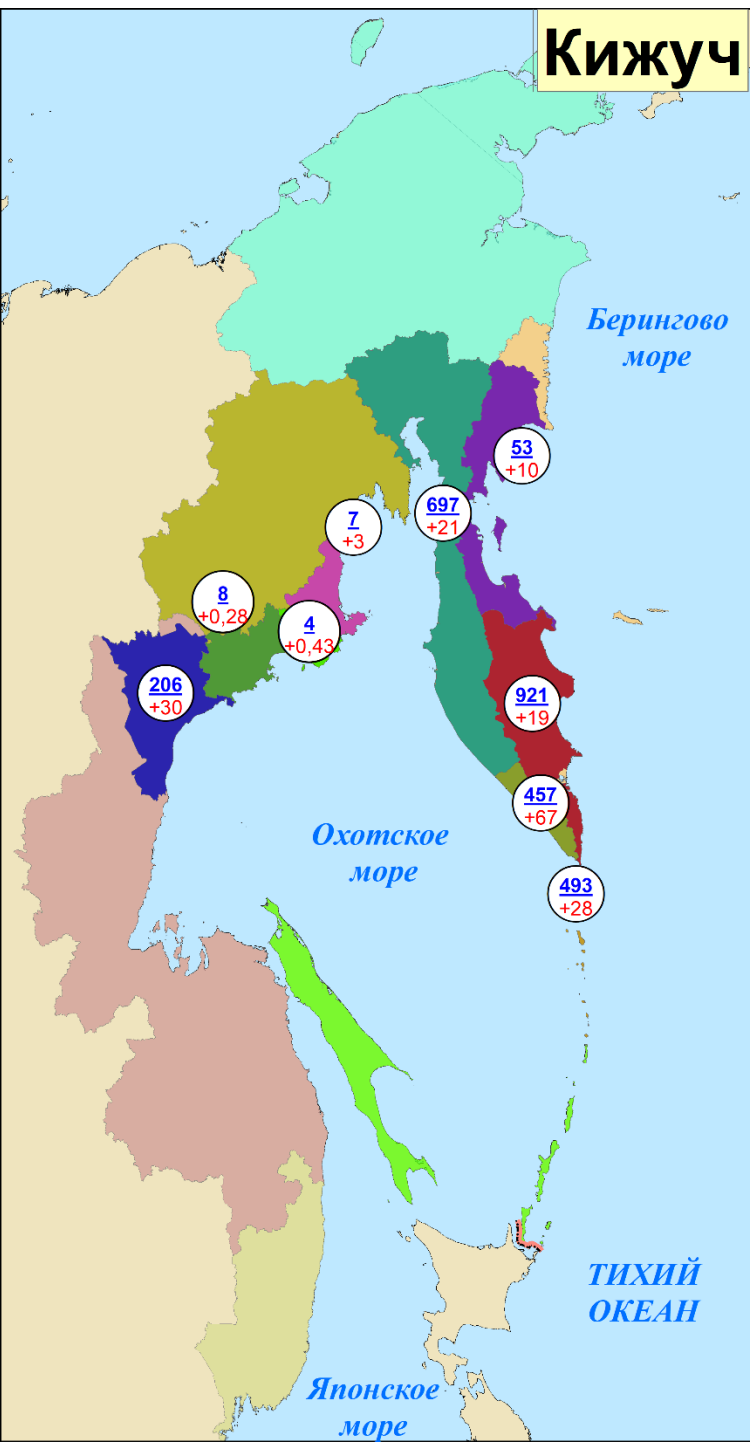 Кижуч
Берингово
море
53
+10
697
+21
7
+3
8
+0,28
4
+0,43
206
+30
921
+19
457
+67
Охотское
море
493
+28
ТИХИЙ
ОКЕАН
Японское
море